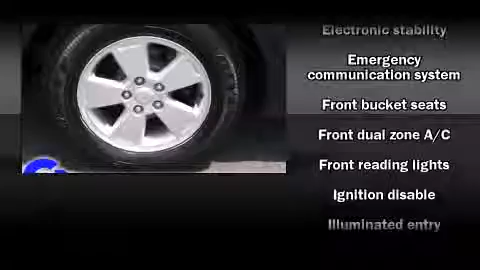 Electronic stability
Emergency
communication system
Front bucket seats
Front dual zone A/C
Front reading lights
Ignition disable
Illuminated entry